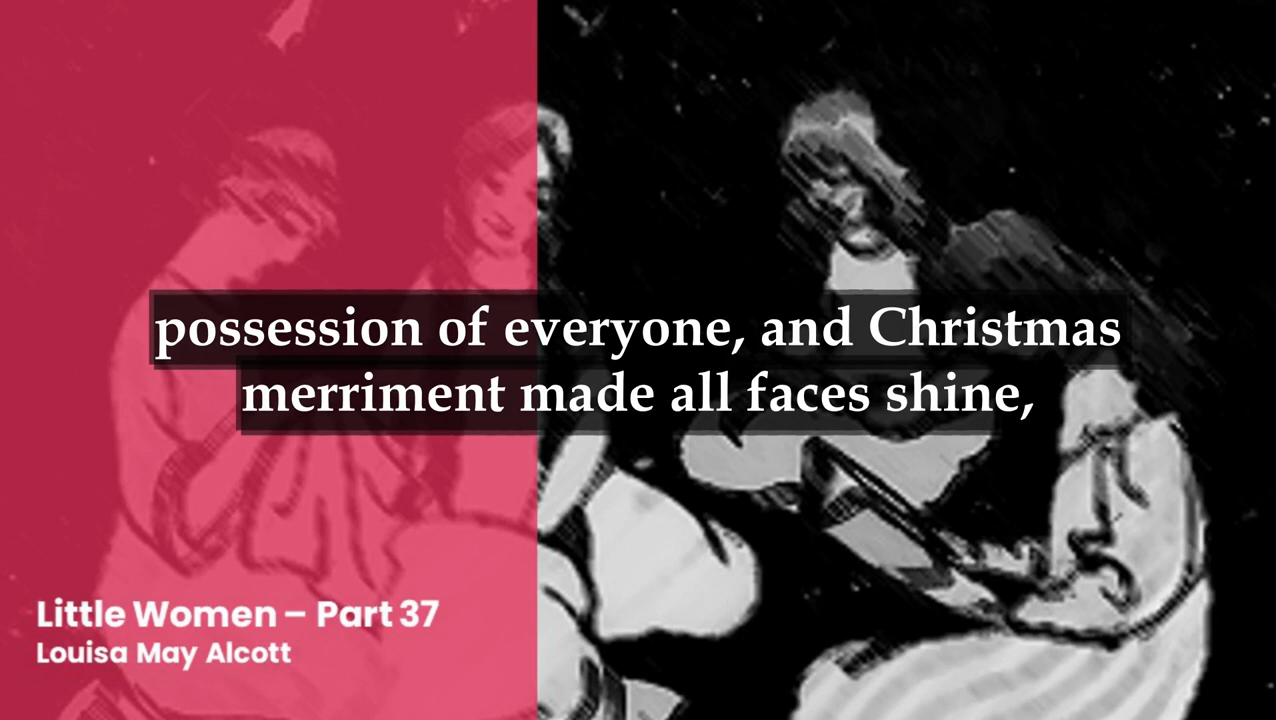 possession of everyone, and Christmas
merriment made all faces shine,
Little Women – Part 37
Louisa May Alcott